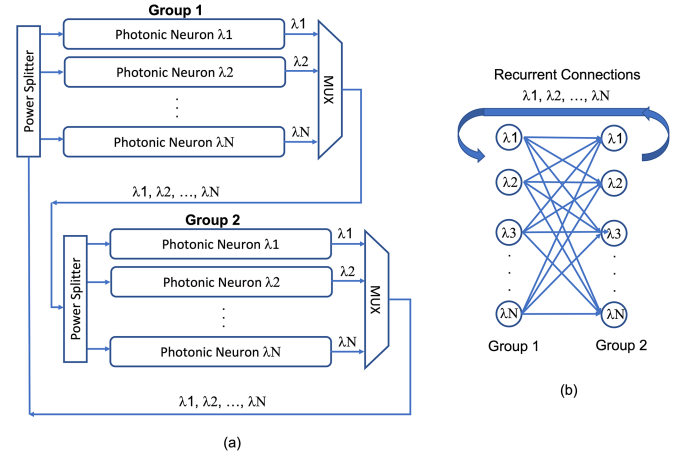 Group 1
Power Splitter
Photonic Neuron λ1
λ1
Photonic Neuron λ2
λ2
Photonic Neuron λN
λN
MUX
λ1, λ2, ..., λN
Group 2
Power Splitter
Photonic Neuron λ1
λ1
Photonic Neuron λ2
λ2
Photonic Neuron λN
λN
MUX
λ1, λ2, ..., λN
(a)
Recurrent Connections
λ1, λ2, ..., λN
λ1
λ1
λ2
λ2
λ3
λ3
λN
λN
Group 1
Group 2
(b)